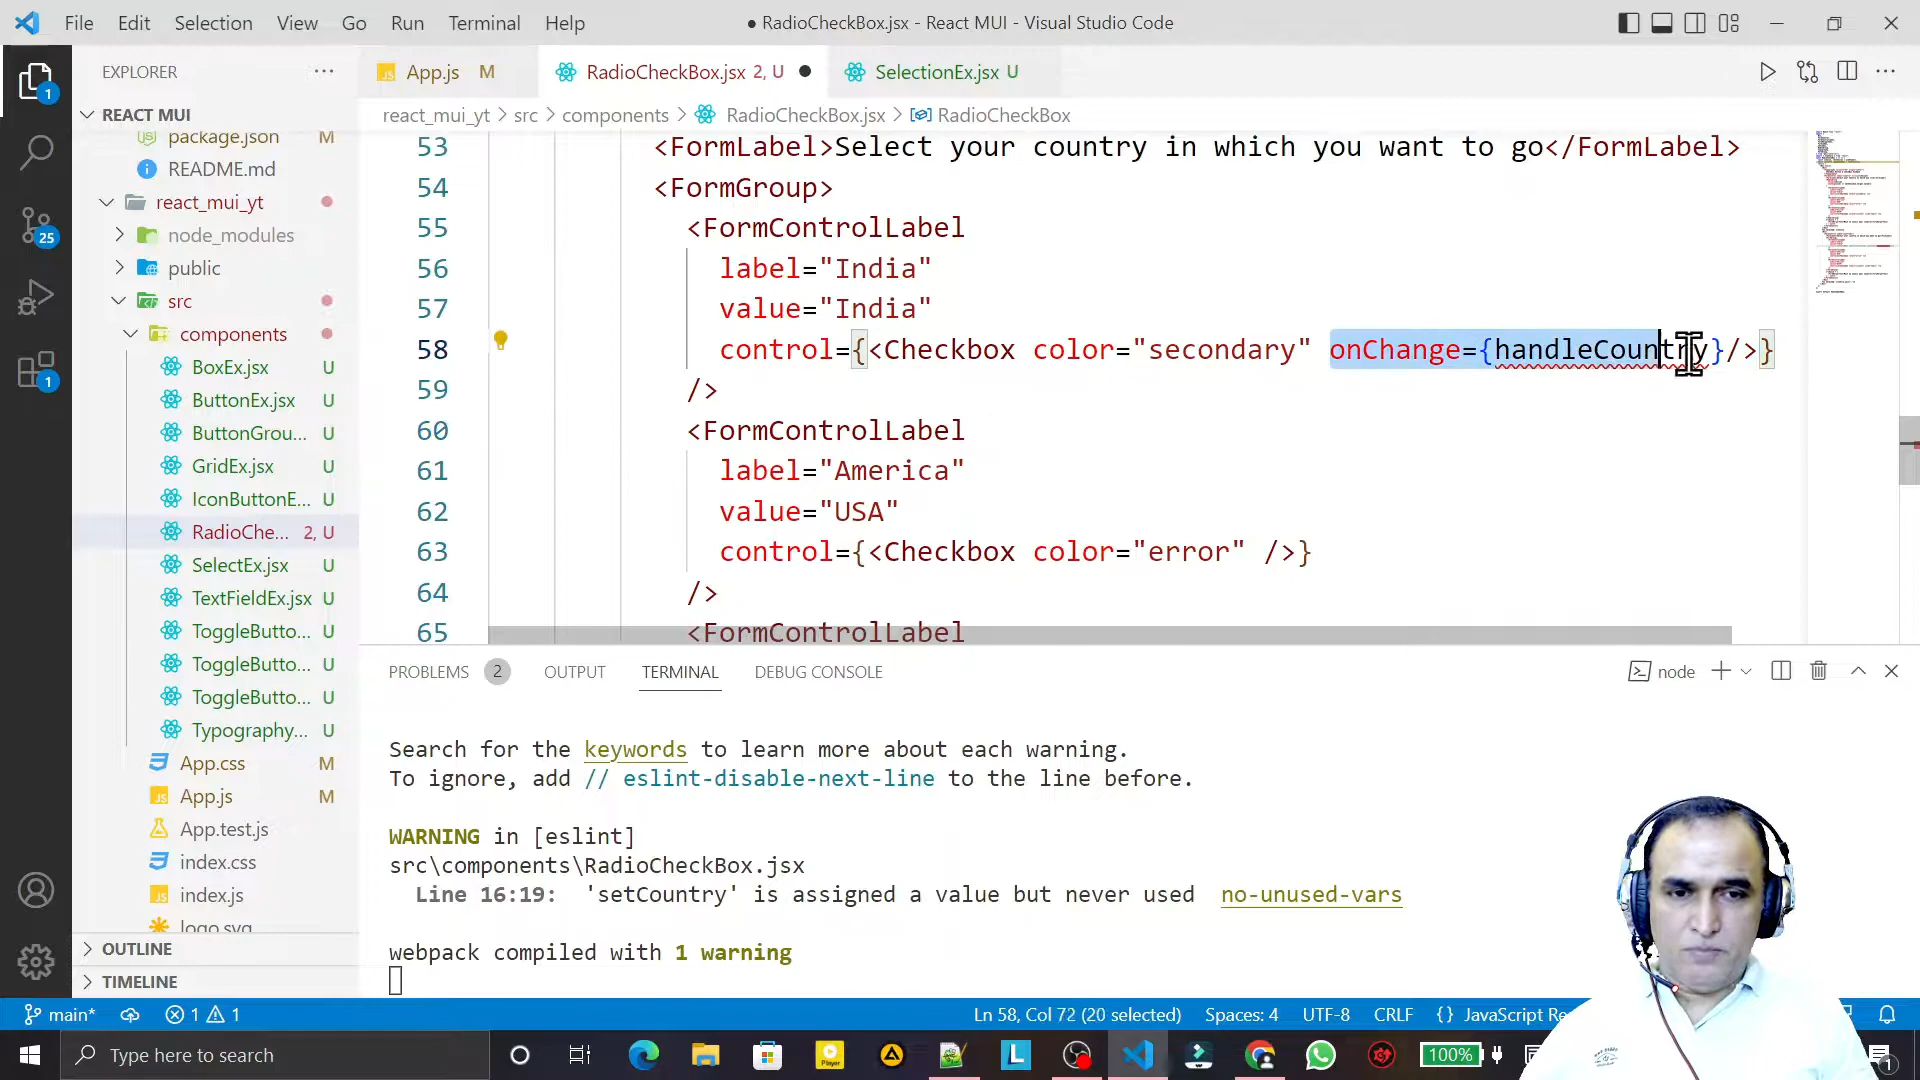 File Edit Selection View Go Run Terminal Help
● RadioCheckBox.jsx - React MUI - Visual Studio Code
EXPLORER
App.js M
RadioCheckBox.jsx 2, U
SelectionEx.jsx U
react_mui_yt > src > components > RadioCheckBox.jsx > RadioCheckBox
REACT MUI
package.json M
README.md
react_mui_yt
node_modules
public
src
components
BoxEx.jsx U
ButtonEx.jsx U
ButtonGrou... U
GridEx.jsx U
IconButtonE... U
RadioChe... 2, U
SelectEx.jsx U
TextFieldEx.jsx U
ToggleButto... U
ToggleButto... U
ToggleButto... U
Typography... U
App.css M
App.js M
App.test.js
index.css
index.js
logo.svg
OUTLINE
TIMELINE
1
25
1
53 <FormLabel>Select your country in which you want to go</FormLabel>
54 <FormGroup>
55 <FormControlLabel
56 label="India"
57 value="India"
58 control={<Checkbox color="secondary" onChange={handleCountry}/>}
59 />
60 <FormControlLabel
61 label="America"
62 value="USA"
63 control={<Checkbox color="error" />}
64 />
65 <FormControlLabel
PROBLEMS 2 OUTPUT TERMINAL DEBUG CONSOLE
node
Search for the keywords to learn more about each warning.
To ignore, add // eslint-disable-next-line to the line before.
WARNING in [eslint]
src\components\RadioCheckBox.jsx
Line 16:19: 'setCountry' is assigned a value but never used no-unused-vars
webpack compiled with 1 warning
main* 1 1
Ln 58, Col 72 (20 selected) Spaces: 4 UTF-8 CRLF {} JavaScript Re
Type here to search
Player
L
100%
1